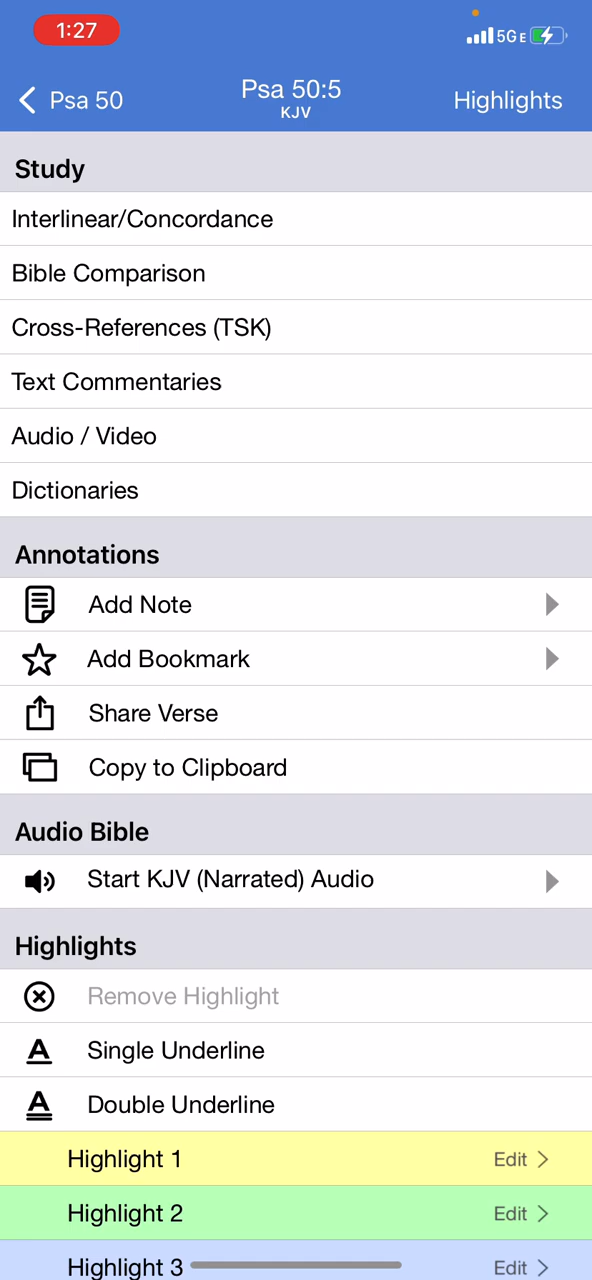 1:27
5G E
Psa 50
Psa 50:5
KJV
Highlights
Study
Interlinear/Concordance
Bible Comparison
Cross-References (TSK)
Text Commentaries
Audio / Video
Dictionaries
Annotations
Add Note
Add Bookmark
Share Verse
Copy to Clipboard
Audio Bible
Start KJV (Narrated) Audio
Highlights
Remove Highlight
A Single Underline
A Double Underline
Highlight 1 Edit
Highlight 2 Edit
Highlight 3 Edit